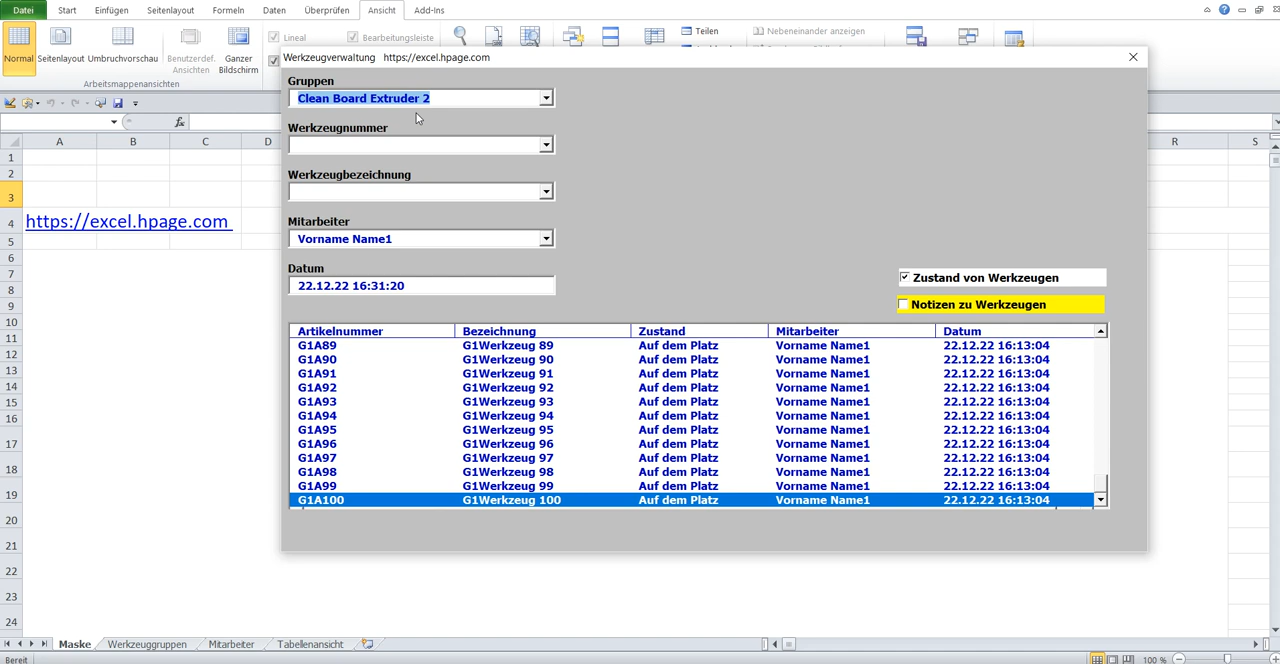 Datei Start Einfügen Seitenlayout Formeln Daten Überprüfen Ansicht Add-Ins
Normal Seitenlayout Umbruchvorschau Benutzerdef. Ansichten Ganzer Bildschirm
Lineal Bearbeitungsleiste
Teilen
Nebeneinander anzeigen
Arbeitsmappenansichten
Werkzeugverwaltung https://excel.hpage.com
Gruppen
Clean Board Extruder 2
Werkzeugnummer
Werkzeugbezeichnung
Mitarbeiter
Vorname Name1
Datum
22.12.22 16:31:20
Zustand von Werkzeugen
Notizen zu Werkzeugen
Artikelnummer Bezeichnung Zustand Mitarbeiter Datum
G1A89 G1Werkzeug 89 Auf dem Platz Vorname Name1 22.12.22 16:13:04
G1A90 G1Werkzeug 90 Auf dem Platz Vorname Name1 22.12.22 16:13:04
G1A91 G1Werkzeug 91 Auf dem Platz Vorname Name1 22.12.22 16:13:04
G1A92 G1Werkzeug 92 Auf dem Platz Vorname Name1 22.12.22 16:13:04
G1A93 G1Werkzeug 93 Auf dem Platz Vorname Name1 22.12.22 16:13:04
G1A94 G1Werkzeug 94 Auf dem Platz Vorname Name1 22.12.22 16:13:04
G1A95 G1Werkzeug 95 Auf dem Platz Vorname Name1 22.12.22 16:13:04
G1A96 G1Werkzeug 96 Auf dem Platz Vorname Name1 22.12.22 16:13:04
G1A97 G1Werkzeug 97 Auf dem Platz Vorname Name1 22.12.22 16:13:04
G1A98 G1Werkzeug 98 Auf dem Platz Vorname Name1 22.12.22 16:13:04
G1A99 G1Werkzeug 99 Auf dem Platz Vorname Name1 22.12.22 16:13:04
G1A100 G1Werkzeug 100 Auf dem Platz Vorname Name1 22.12.22 16:13:04
fx
A B C D R S
1
2
3
4 https://excel.hpage.com
5
6
7
8
9
10
11
12
13
14
15
16
17
18
19
20
21
22
23
24
Maske Werkzeuggruppen Mitarbeiter Tabellenansicht
Bereit 100 %